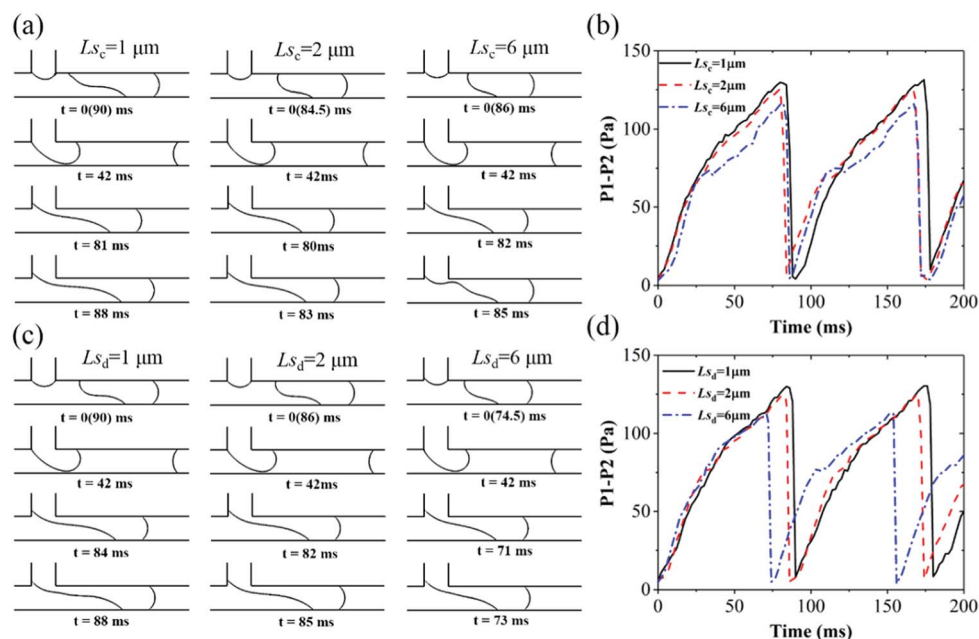 (a)
Lsc=1 μm Lsc=2 μm Lsc=6 μm
t = 0(90) ms t = 0(84.5) ms t = 0(86) ms
t = 42 ms t = 42ms t = 42 ms
t = 81 ms t = 80ms t = 82 ms
t = 88 ms t = 83 ms t = 85 ms
(b)
150
100
50
0
P1-P2 (Pa)
Lsc=1μm
Lsc=2μm
Lsc=6μm
0 50 100 150 200
Time (ms)
(c)
Lsd=1 μm Lsd=2 μm Lsd=6 μm
t = 0(90) ms t = 0(86) ms t = 0(74.5) ms
t = 42 ms t = 42ms t = 42 ms
t = 84 ms t = 82 ms t = 71 ms
t = 88 ms t = 85 ms t = 73 ms
(d)
150
100
50
0
P1-P2 (Pa)
Lsd=1μm
Lsd=2μm
Lsd=6μm
0 50 100 150 200
Time (ms)